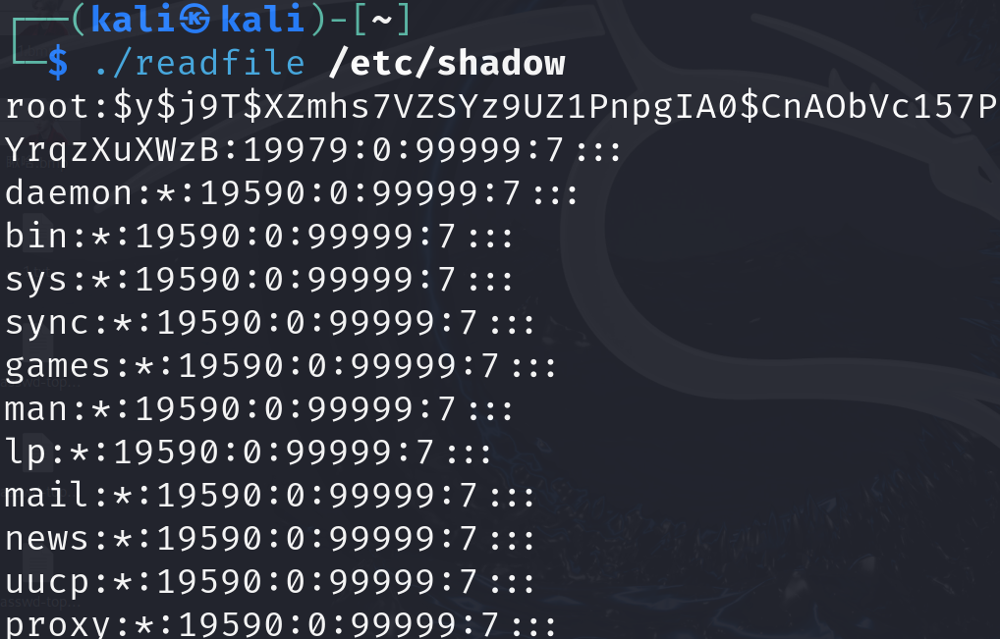 (kali㉿kali)-[~]
$ ./readfile /etc/shadow
root:$y$j9T$XZmhs7VZSYz9UZ1PnpgIA0$CnAObVc157P
YrqzXuXWzB:19979:0:99999:7:::
daemon:*:19590:0:99999:7:::
bin:*:19590:0:99999:7:::
sys:*:19590:0:99999:7:::
sync:*:19590:0:99999:7:::
games:*:19590:0:99999:7:::
man:*:19590:0:99999:7:::
lp:*:19590:0:99999:7:::
mail:*:19590:0:99999:7:::
news:*:19590:0:99999:7:::
uucp:*:19590:0:99999:7:::
proxy:*:19590:0:99999:7:::